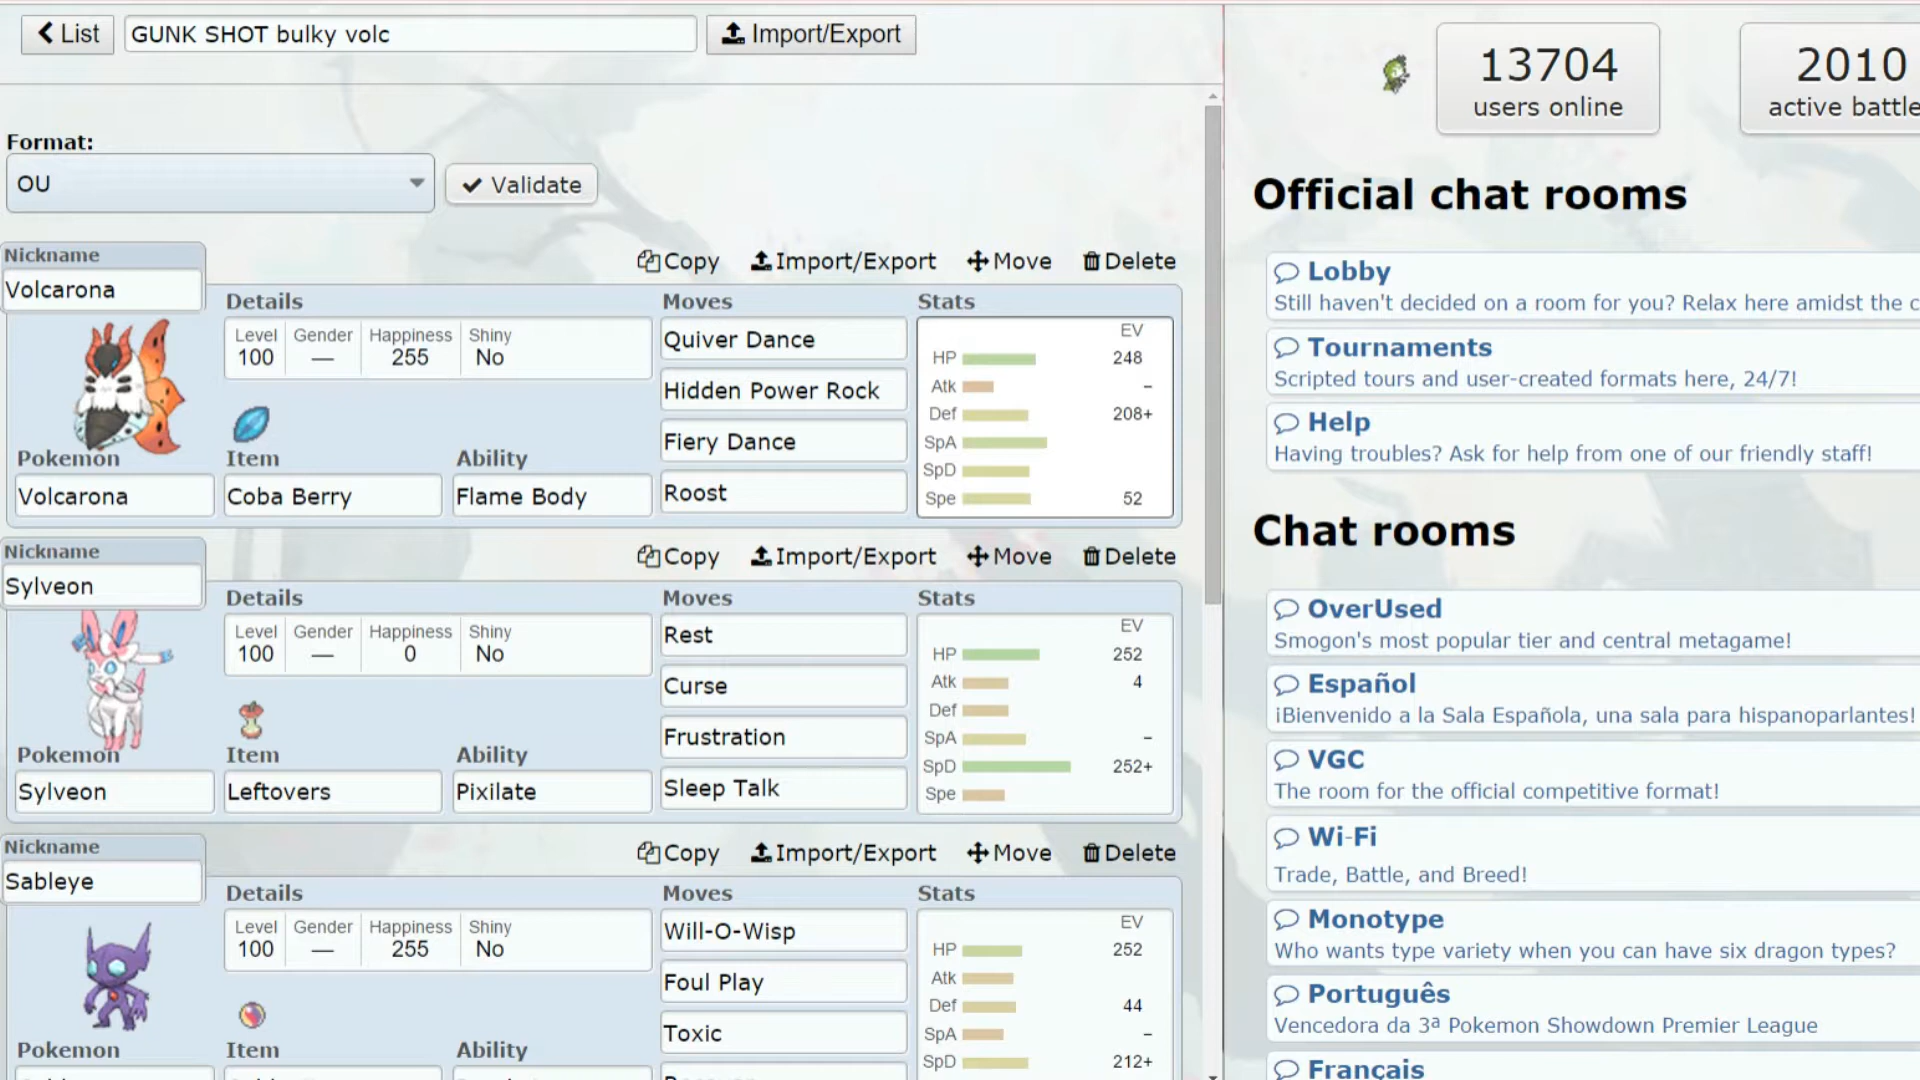 List
GUNK SHOT bulky volc
Import/Export
Format:
OU
Validate
Nickname
Volcarona
Copy Import/Export Move Delete
Details
Level Gender Happiness Shiny
100 — 255 No
Pokemon
Volcarona
Item
Coba Berry
Ability
Flame Body
Moves
Quiver Dance
Hidden Power Rock
Fiery Dance
Roost
Stats
EV
HP 248
Atk –
Def 208+
SpA
SpD
Spe 52
Nickname
Sylveon
Copy Import/Export Move Delete
Details
Level Gender Happiness Shiny
100 — 0 No
Pokemon
Sylveon
Item
Leftovers
Ability
Pixilate
Moves
Rest
Curse
Frustration
Sleep Talk
Stats
EV
HP 252
Atk 4
Def
SpA –
SpD 252+
Spe
Nickname
Sableye
Copy Import/Export Move Delete
Details
Level Gender Happiness Shiny
100 — 255 No
Pokemon
Item
Ability
Moves
Will-O-Wisp
Foul Play
Toxic
Stats
EV
HP 252
Atk
Def 44
SpA –
SpD 212+
13704
users online
2010
active battle
Official chat rooms
Lobby
Still haven't decided on a room for you? Relax here amidst the c
Tournaments
Scripted tours and user-created formats here, 24/7!
Help
Having troubles? Ask for help from one of our friendly staff!
Chat rooms
OverUsed
Smogon's most popular tier and central metagame!
Español
¡Bienvenido a la Sala Española, una sala para hispanoparlantes!
VGC
The room for the official competitive format!
Wi-Fi
Trade, Battle, and Breed!
Monotype
Who wants type variety when you can have six dragon types?
Português
Vencedora da 3ª Pokemon Showdown Premier League
Français